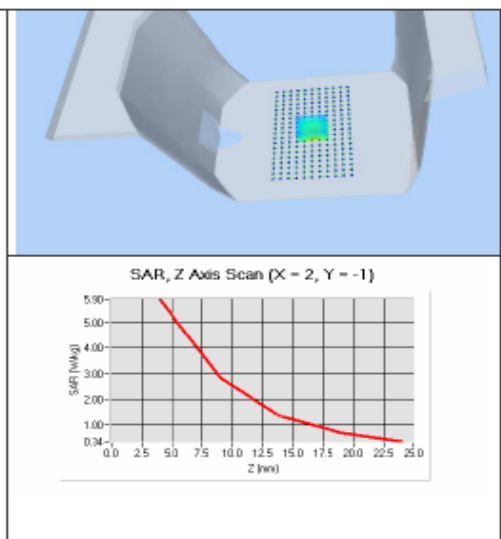 SAR, Z Axis Scan (X = 2, Y = -1)
5.90
5.00
4.00
3.00
2.00
1.00
0.34
SAR (W/kg)
0.0 2.5 5.0 7.5 10.0 12.5 15.0 17.5 20.0 22.5 25.0
Z (mm)